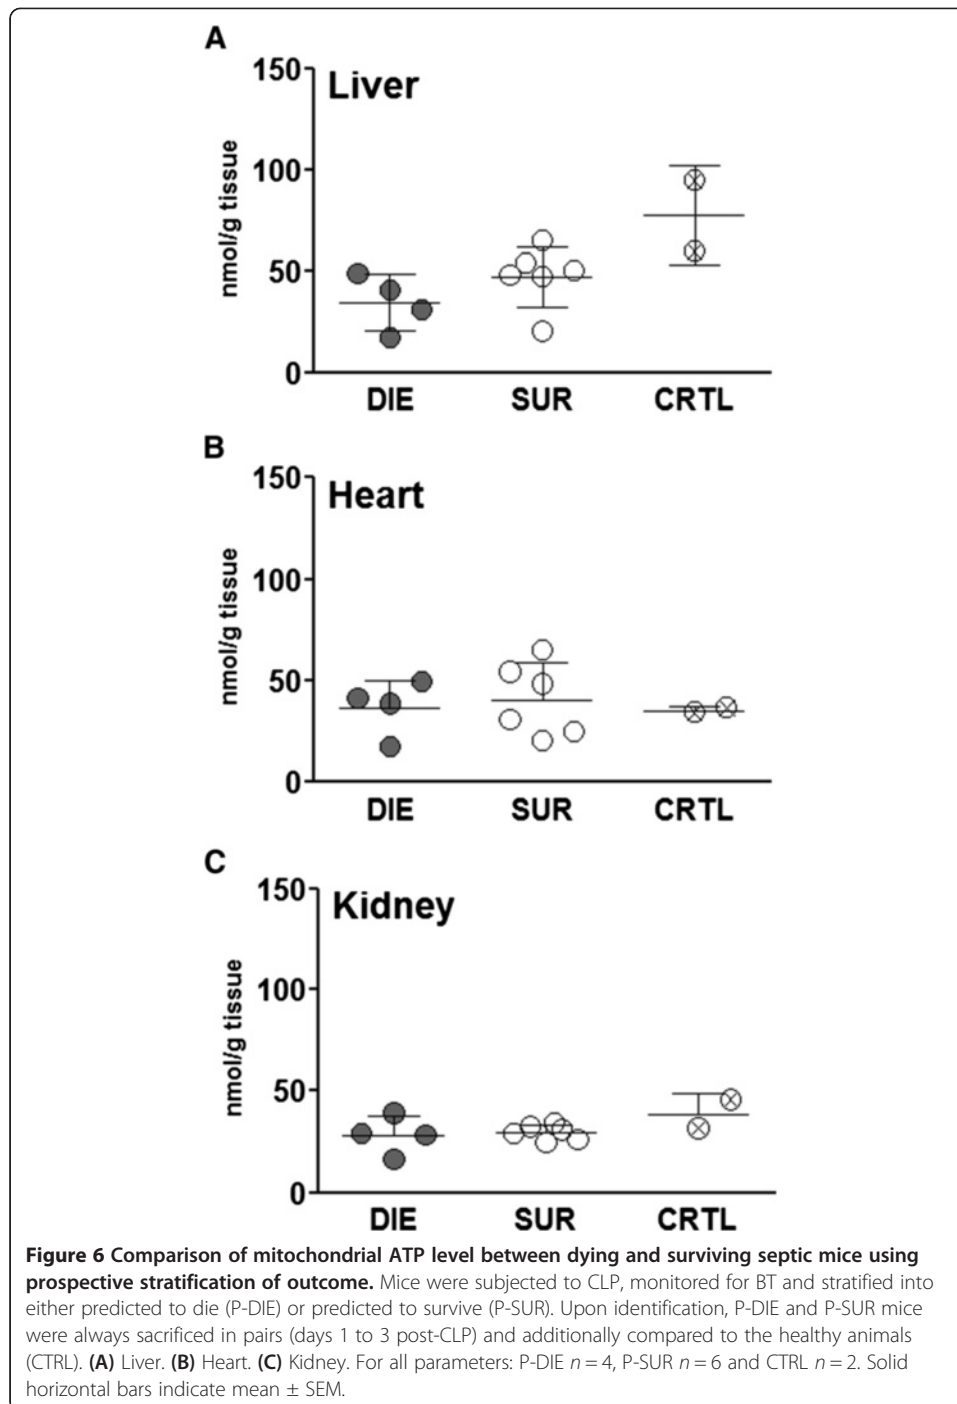 A
150
Liver
100
50
0
nmol/g tissue
DIE SUR CRTL
B
150
Heart
100
50
0
nmol/g tissue
DIE SUR CRTL
C
150
Kidney
100
50
0
nmol/g tissue
DIE SUR CRTL
Figure 6 Comparison of mitochondrial ATP level between dying and surviving septic mice using
prospective stratification of outcome. Mice were subjected to CLP, monitored for BT and stratified into
either predicted to die (P-DIE) or predicted to survive (P-SUR). Upon identification, P-DIE and P-SUR mice
were always sacrificed in pairs (days 1 to 3 post-CLP) and additionally compared to the healthy animals
(CTRL). (A) Liver. (B) Heart. (C) Kidney. For all parameters: P-DIE n = 4, P-SUR n = 6 and CTRL n = 2. Solid
horizontal bars indicate mean ± SEM.